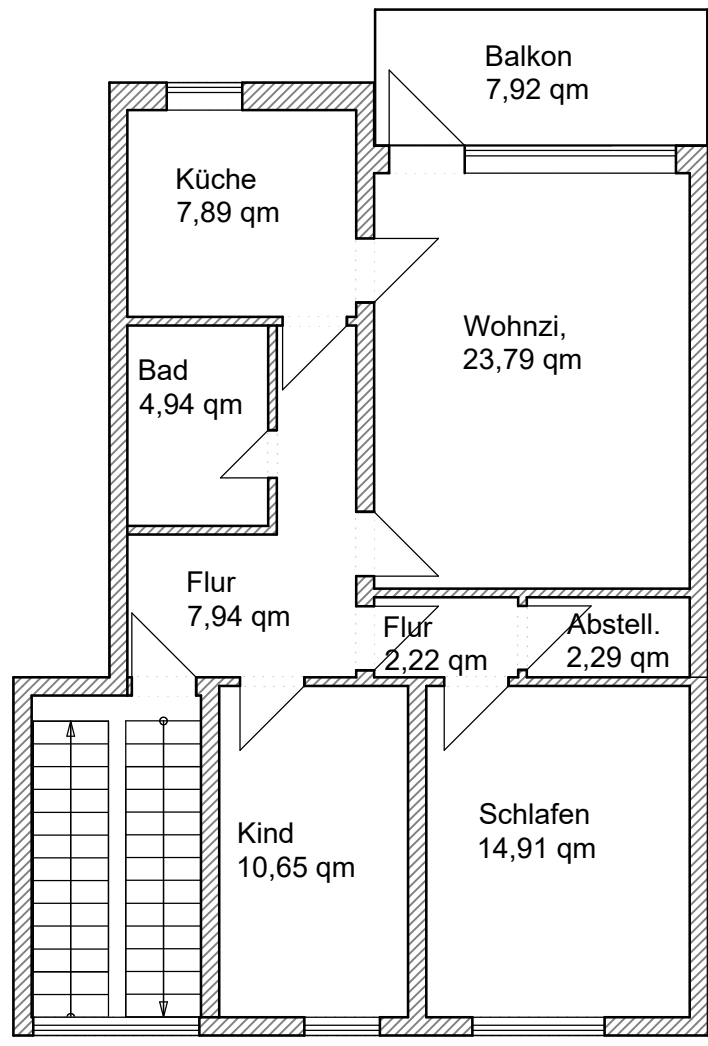 Balkon
7,92 qm
Küche
7,89 qm
Wohnzi,
23,79 qm
Bad
4,94 qm
Flur
7,94 qm
Flur
2,22 qm
Abstell.
2,29 qm
Kind
10,65 qm
Schlafen
14,91 qm